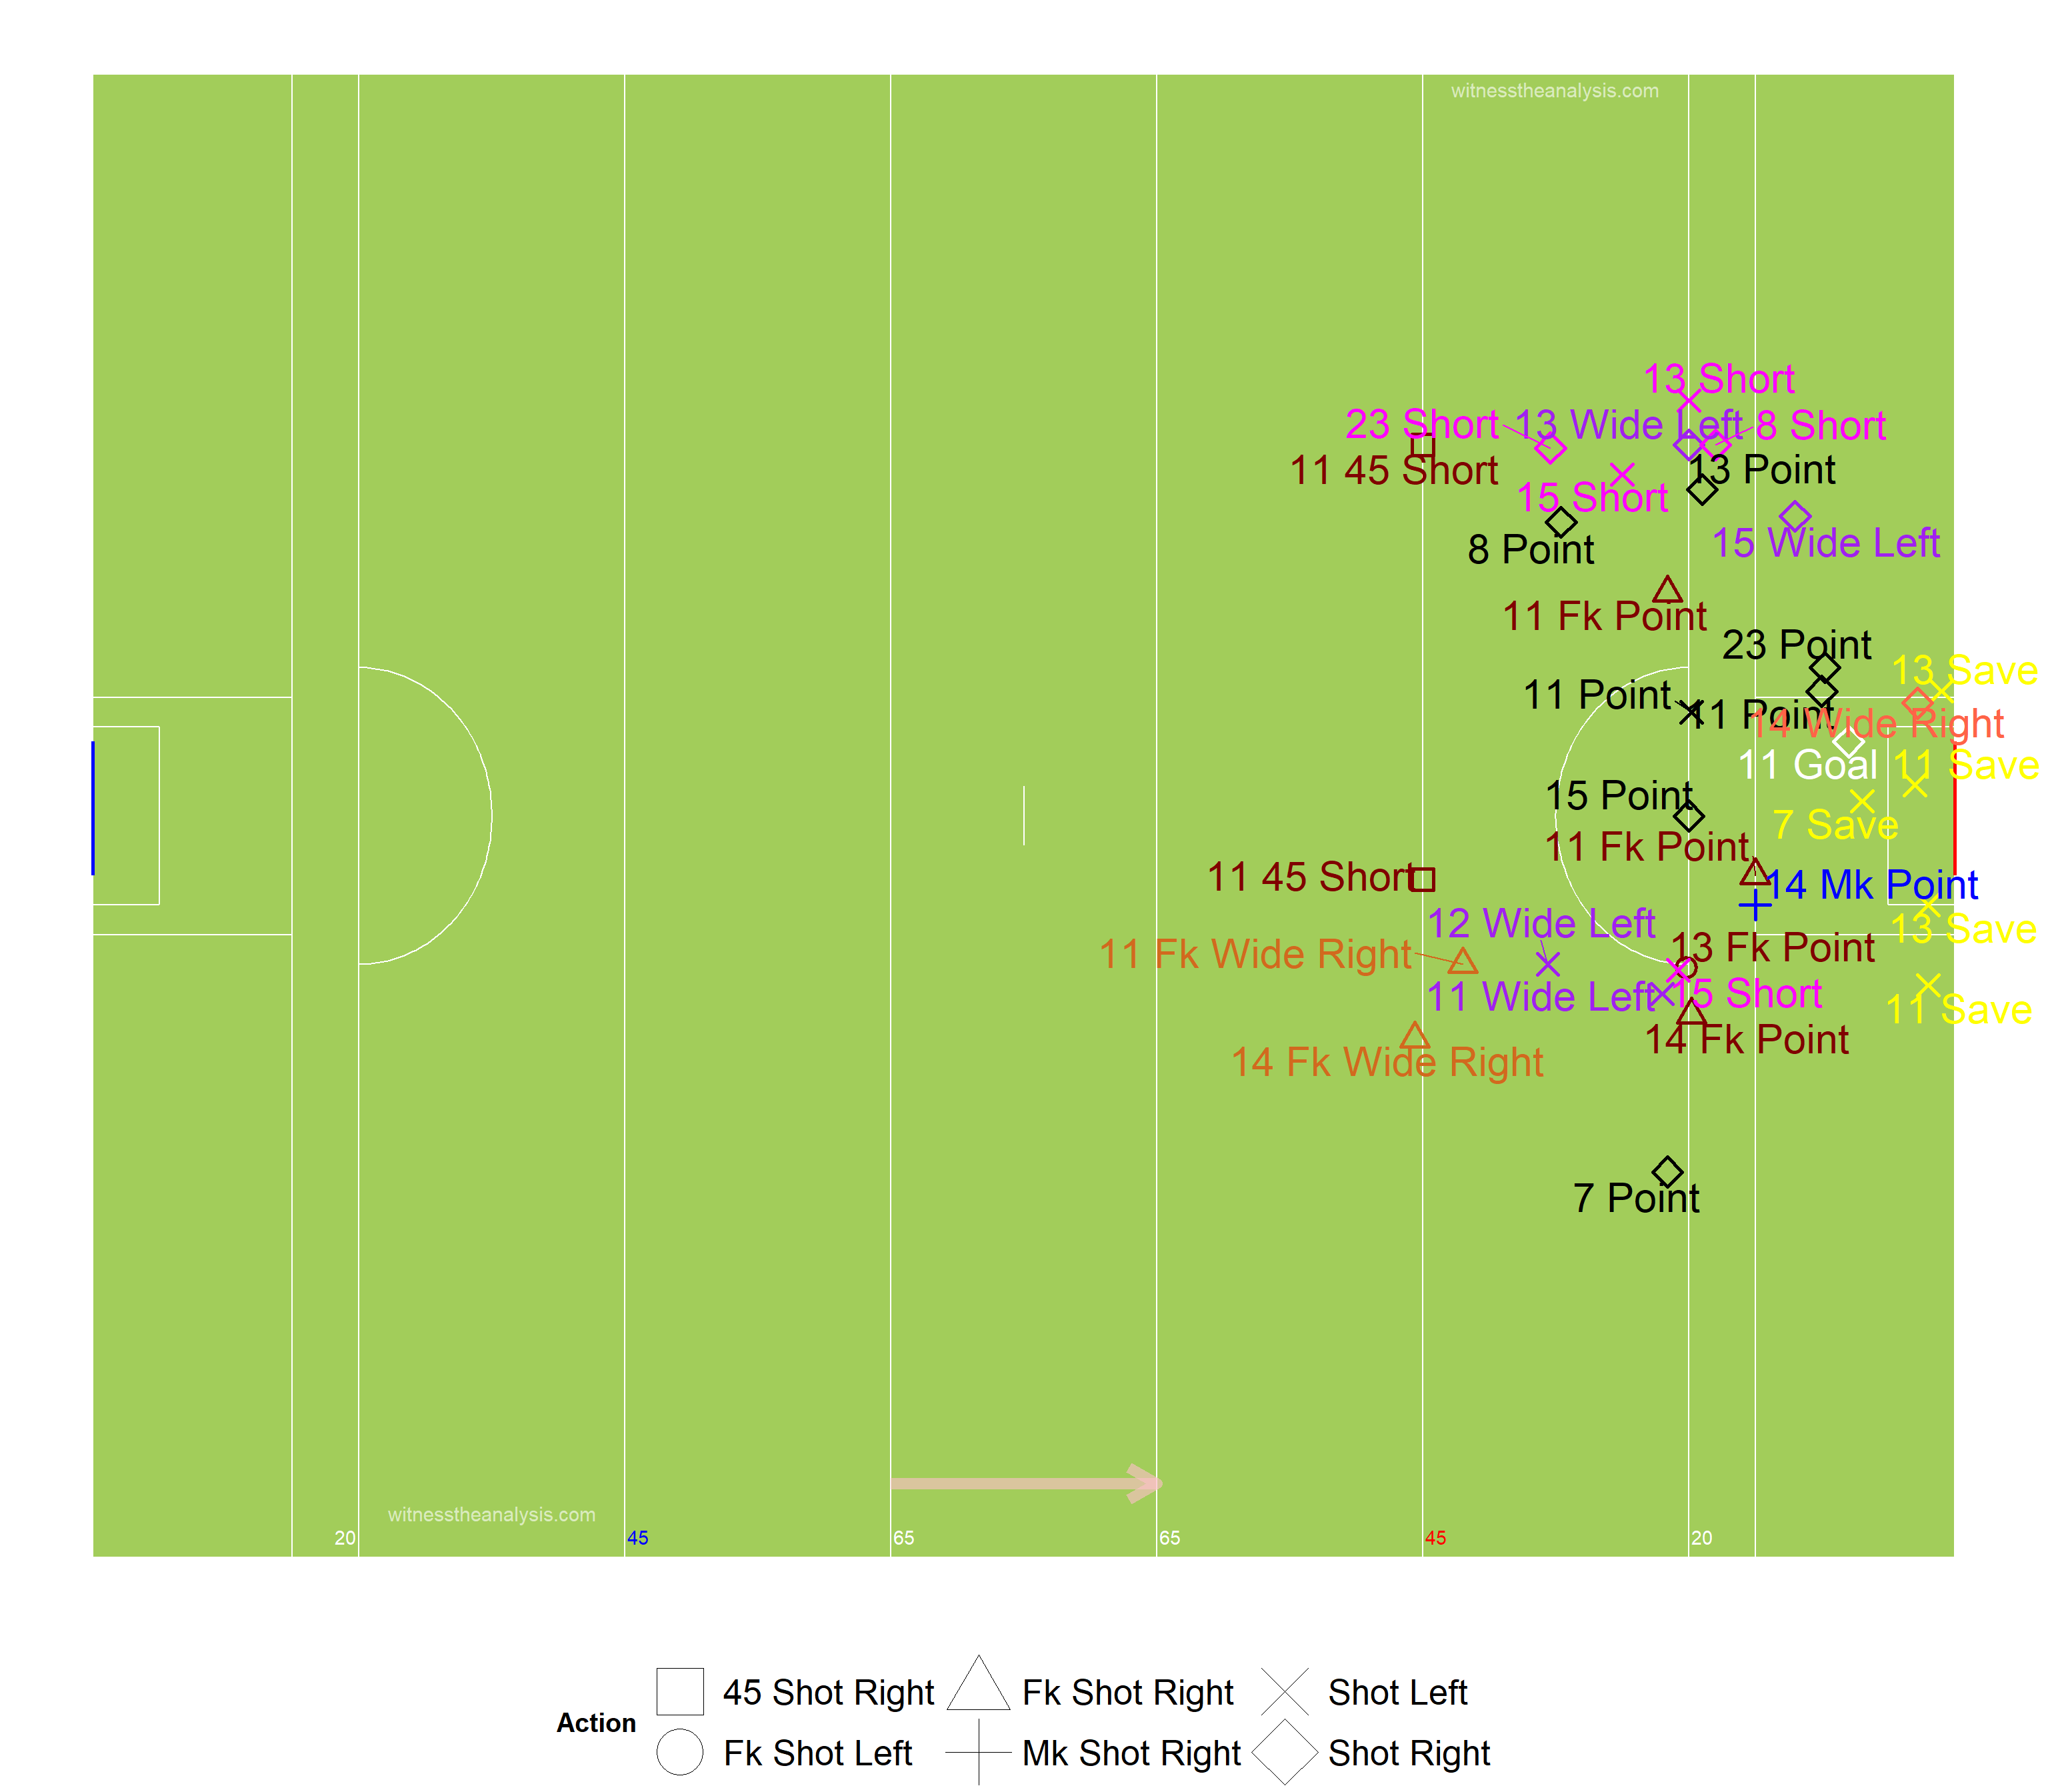 witnesstheanalysis.com
13 Short
23 Short
13 Wide Left
8 Short
11 45 Short
13 Point
15 Short
8 Point
15 Wide Left
11 Fk Point
23 Point
13 Save
11 Point
11 Point
14 Wide Right
11 Goal
11 Save
15 Point
7 Save
11 Fk Point
11 45 Short
14 Mk Point
12 Wide Left
13 Save
11 Fk Wide Right
13 Fk Point
11 Wide Left
15 Short
11 Save
14 Fk Point
14 Fk Wide Right
7 Point
witnesstheanalysis.com
20
45
65
65
45
20
Action
45 Shot Right
Fk Shot Right
Shot Left
Fk Shot Left
Mk Shot Right
Shot Right